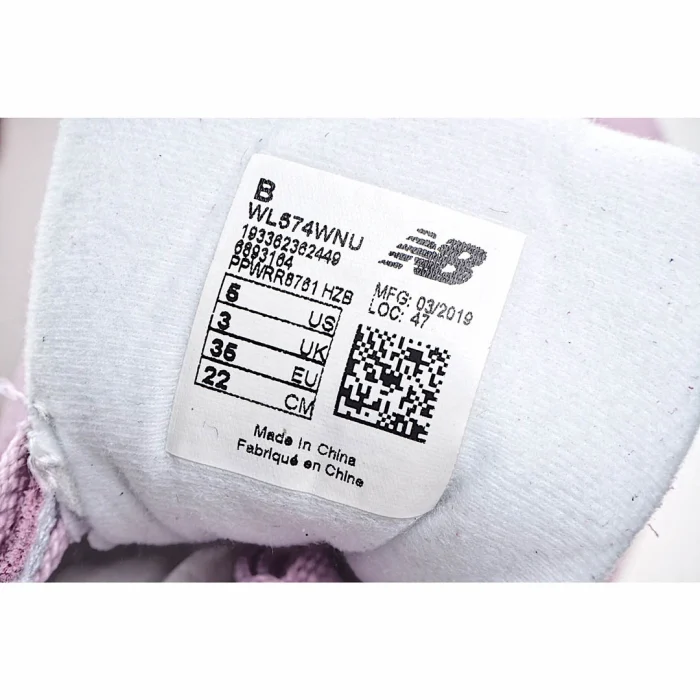 B
WL574WNU
193362362449
6893164
PPWRR8761 HZB
NB
MFG: 03/2019
LOC: 47
5 US
3 UK
35 EU
22 CM
Made in China
Fabriqué en Chine